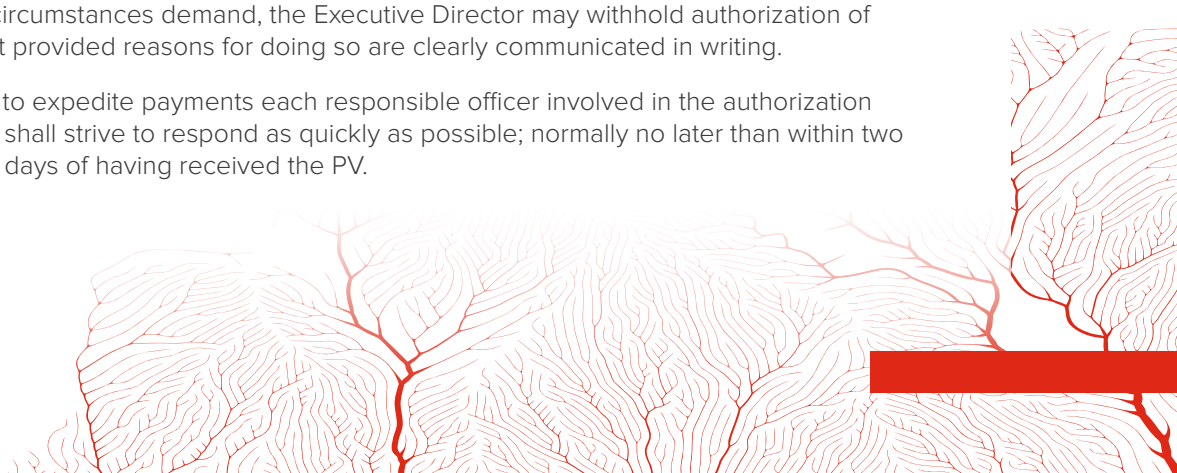 circumstances demand, the Executive Director may withhold authorization of
t provided reasons for doing so are clearly communicated in writing.
to expedite payments each responsible officer involved in the authorization
shall strive to respond as quickly as possible; normally no later than within two
days of having received the PV.